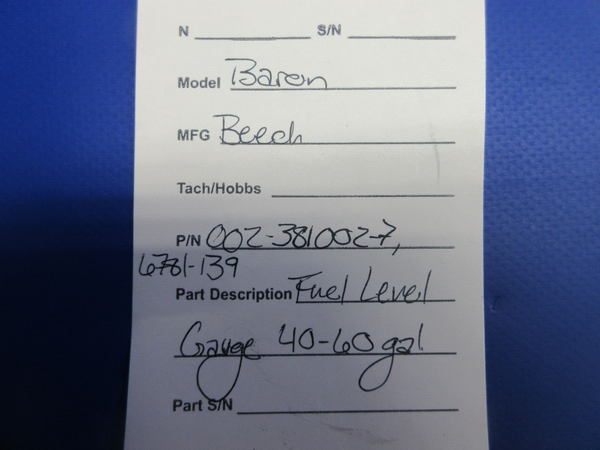 N S/N
Model Baron
MFG Beech
Tach/Hobbs
P/N 002-381002-7,
6781-139
Part Description Fuel Level
Gauge 40-60 gal
Part S/N